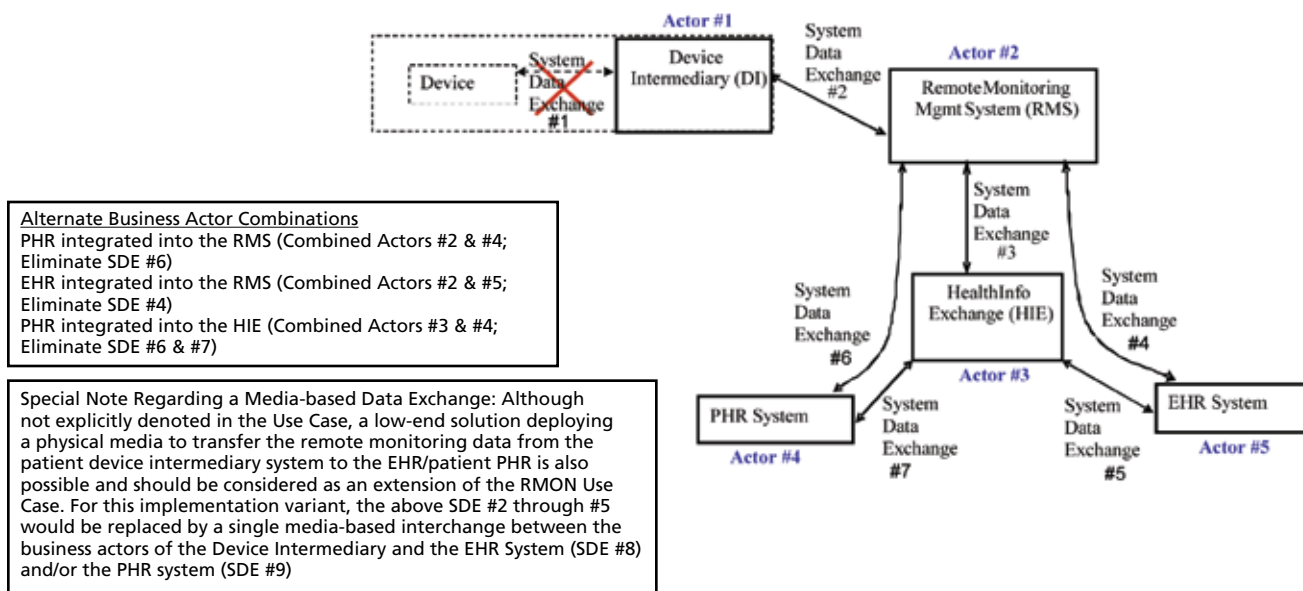 Actor #1
Device
System
Data
Exchange
#1
Device
Intermediary (DI)
System
Data
Exchange
#2
Actor #2
RemoteMonitoring
MgmtSystem (RMS)
System
Data
Exchange
#3
HealthInfo
Exchange (HIE)
Actor #3
System
Data
Exchange
#6
System
Data
Exchange
#4
PHR System
Actor #4
System
Data
Exchange
#7
System
Data
Exchange
#5
EHR System
Actor #5
Alternate Business Actor Combinations
PHR integrated into the RMS (Combined Actors #2 & #4;
Eliminate SDE #6)
EHR integrated into the RMS (Combined Actors #2 & #5;
Eliminate SDE #4)
PHR integrated into the HIE (Combined Actors #3 & #4;
Eliminate SDE #6 & #7)
Special Note Regarding a Media-based Data Exchange: Although
not explicitly denoted in the Use Case, a low-end solution deploying
a physical media to transfer the remote monitoring data from the
patient device intermediary system to the EHR/patient PHR is also
possible and should be considered as an extension of the RMON Use
Case. For this implementation variant, the above SDE #2 through #5
would be replaced by a single media-based interchange between the
business actors of the Device Intermediary and the EHR System (SDE #8)
and/or the PHR system (SDE #9)